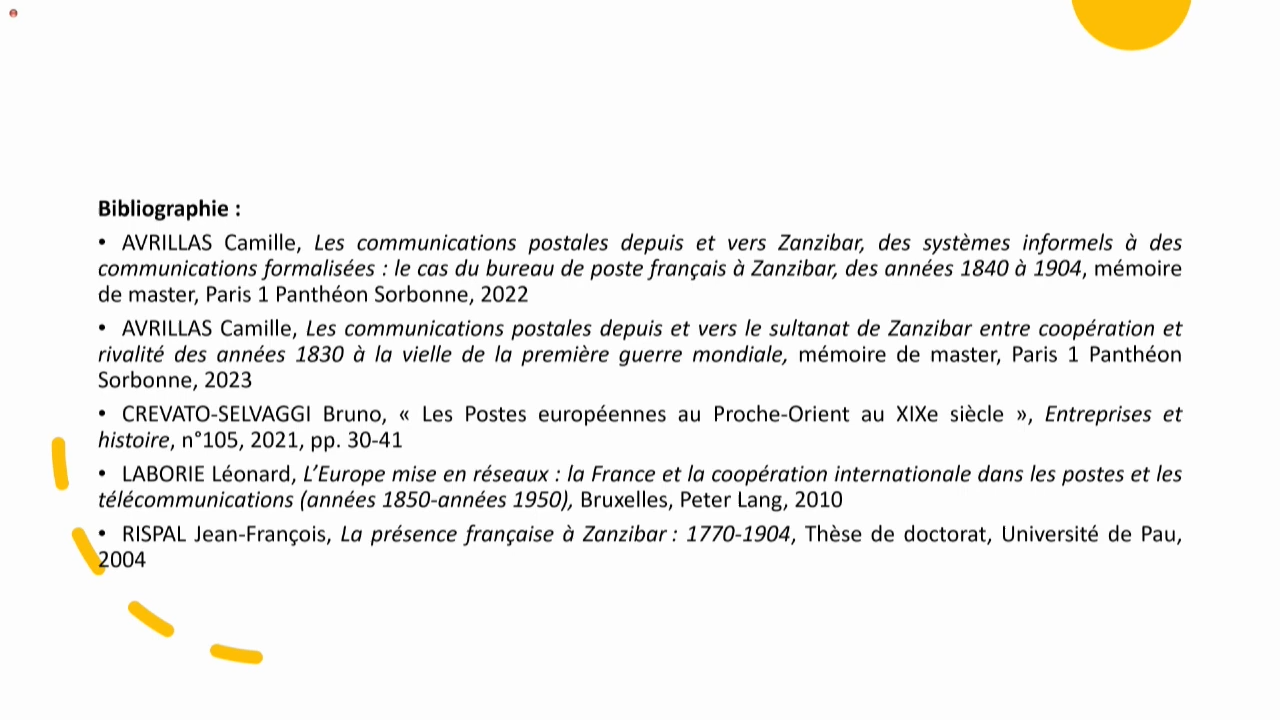 Bibliographie :
• AVRILLAS Camille, Les communications postales depuis et vers Zanzibar, des systèmes informels à des
communications formalisées : le cas du bureau de poste français à Zanzibar, des années 1840 à 1904, mémoire
de master, Paris 1 Panthéon Sorbonne, 2022
• AVRILLAS Camille, Les communications postales depuis et vers le sultanat de Zanzibar entre coopération et
rivalité des années 1830 à la vielle de la première guerre mondiale, mémoire de master, Paris 1 Panthéon
Sorbonne, 2023
• CREVATO-SELVAGGI Bruno, « Les Postes européennes au Proche-Orient au XIXe siècle », Entreprises et
histoire, n°105, 2021, pp. 30-41
• LABORIE Léonard, L’Europe mise en réseaux : la France et la coopération internationale dans les postes et les
télécommunications (années 1850-années 1950), Bruxelles, Peter Lang, 2010
• RISPAL Jean-François, La présence française à Zanzibar : 1770-1904, Thèse de doctorat, Université de Pau,
2004